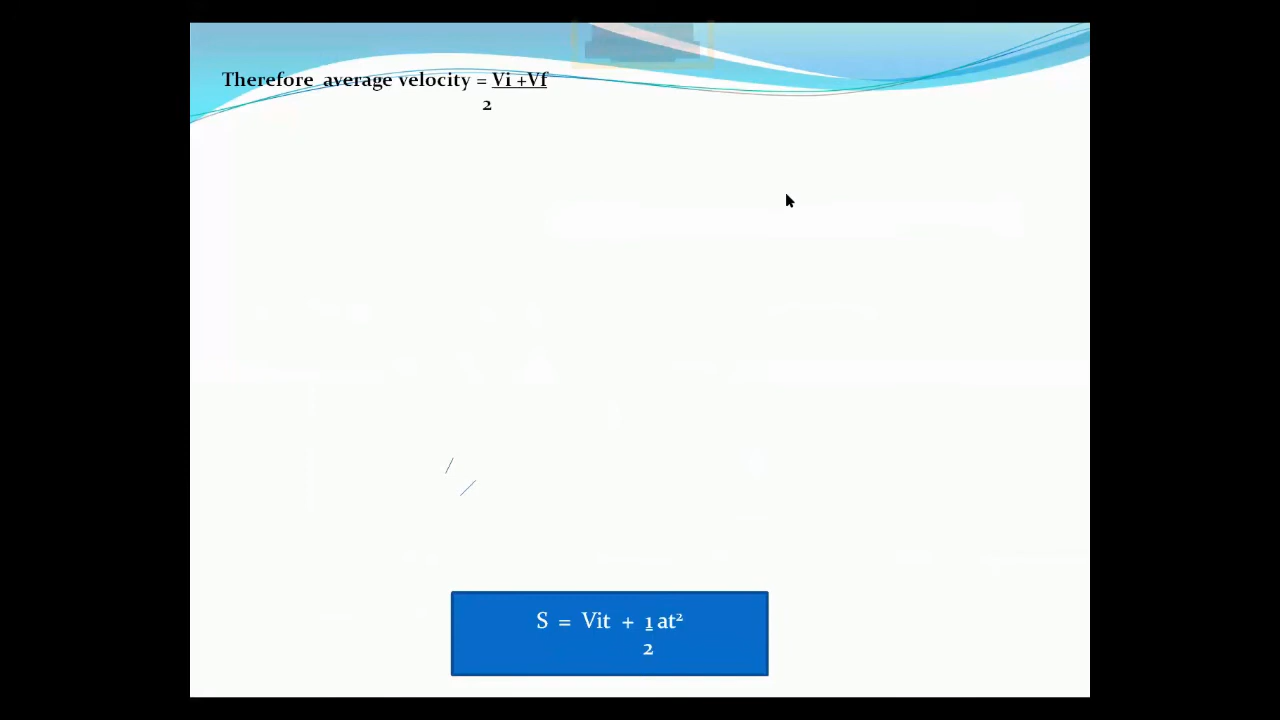 Therefore average velocity = Vi +Vf
2
S = Vit + 1 at²
2